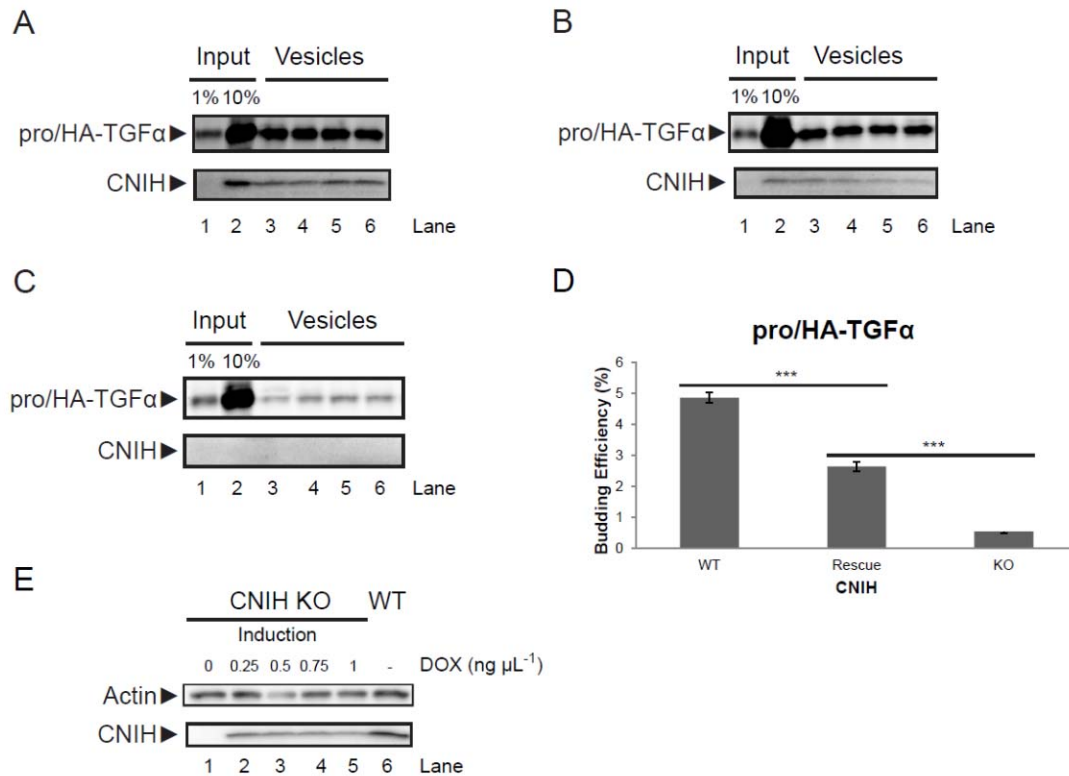 A
Input Vesicles
1% 10%
pro/HA-TGFα
CNIH
1 2 3 4 5 6 Lane
B
Input Vesicles
1% 10%
pro/HA-TGFα
CNIH
1 2 3 4 5 6 Lane
C
Input Vesicles
1% 10%
pro/HA-TGFα
CNIH
1 2 3 4 5 6 Lane
D
pro/HA-TGFα
Budding Efficiency (%)
6
5
4
3
2
1
0
***
***
WT Rescue KO
CNIH
E
CNIH KO WT
Induction
0 0.25 0.5 0.75 1 - DOX (ng µL⁻¹)
Actin
CNIH
1 2 3 4 5 6 Lane